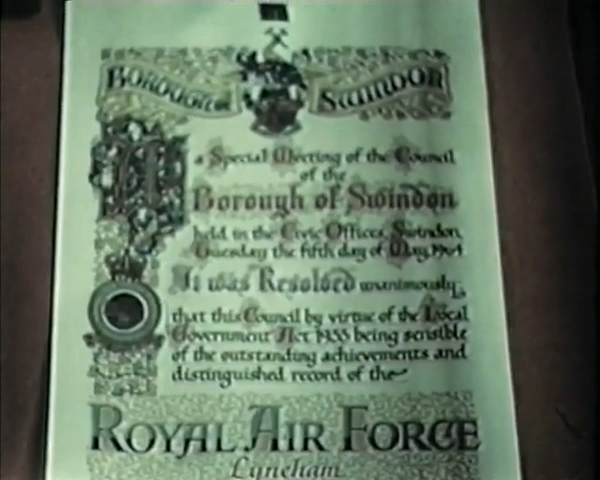 BOROUGH OF SWINDON
At a Special Meeting of the Council
of the
Borough of Swindon
held in the Civic Offices, Swindon,
Tuesday the fifth day of May, 1964
It was Resolved unanimously,
that this Council by virtue of the Local
Government Act 1933 being sensible
of the outstanding achievements and
distinguished record of the
ROYAL AIR FORCE
Lyneham